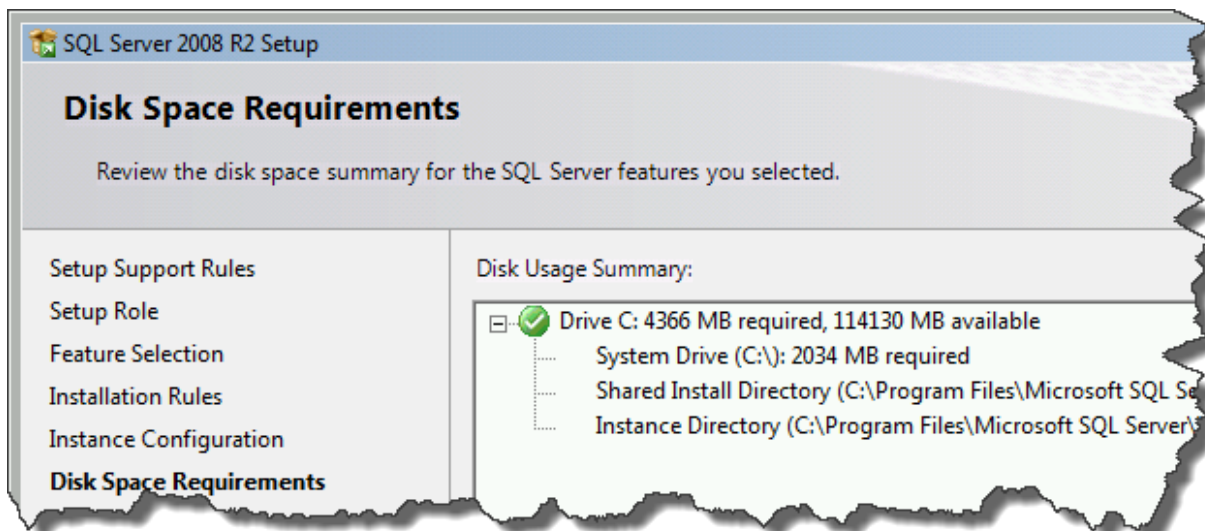 SQL Server 2008 R2 Setup
Disk Space Requirements
Review the disk space summary for the SQL Server features you selected.
Setup Support Rules
Setup Role
Feature Selection
Installation Rules
Instance Configuration
Disk Space Requirements
Disk Usage Summary:
Drive C: 4366 MB required, 114130 MB available
System Drive (C:\): 2034 MB required
Shared Install Directory (C:\Program Files\Microsoft SQL
Instance Directory (C:\Program Files\Microsoft SQL Server\